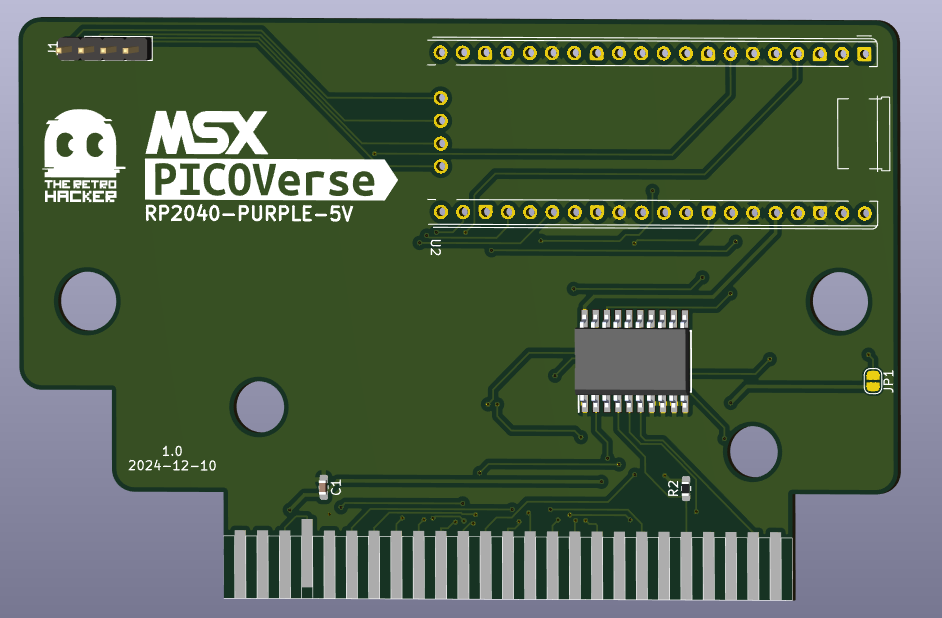 J1
MSX
THE RETRO
HACKER
PICOVerse
RP2040-PURPLE-5V
U2
JP1
1.0
2024-12-10
C1
R2